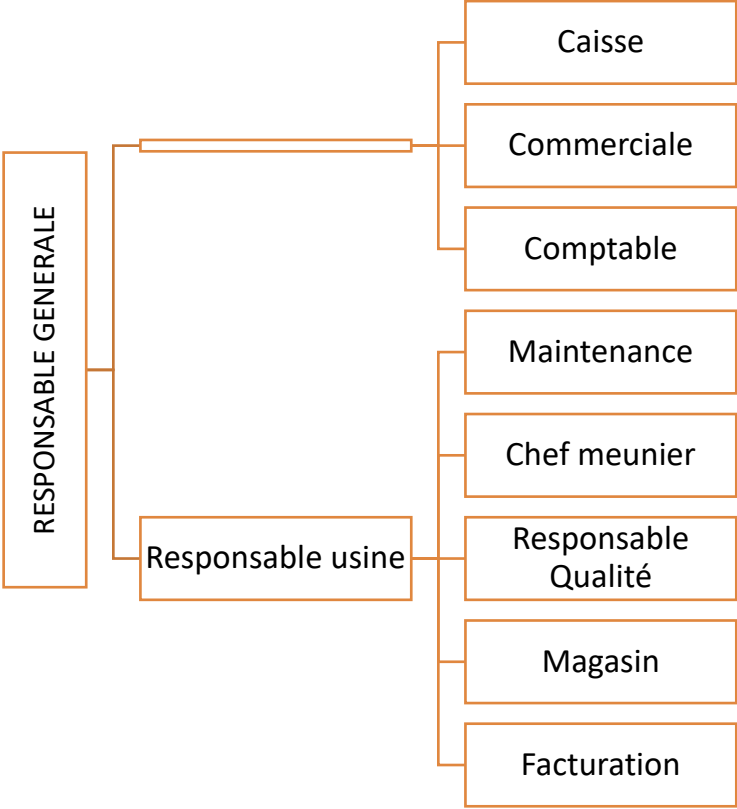 RESPONSABLE GENERALE
Caisse
Commerciale
Comptable
Responsable usine
Maintenance
Chef meunier
Responsable
Qualité
Magasin
Facturation